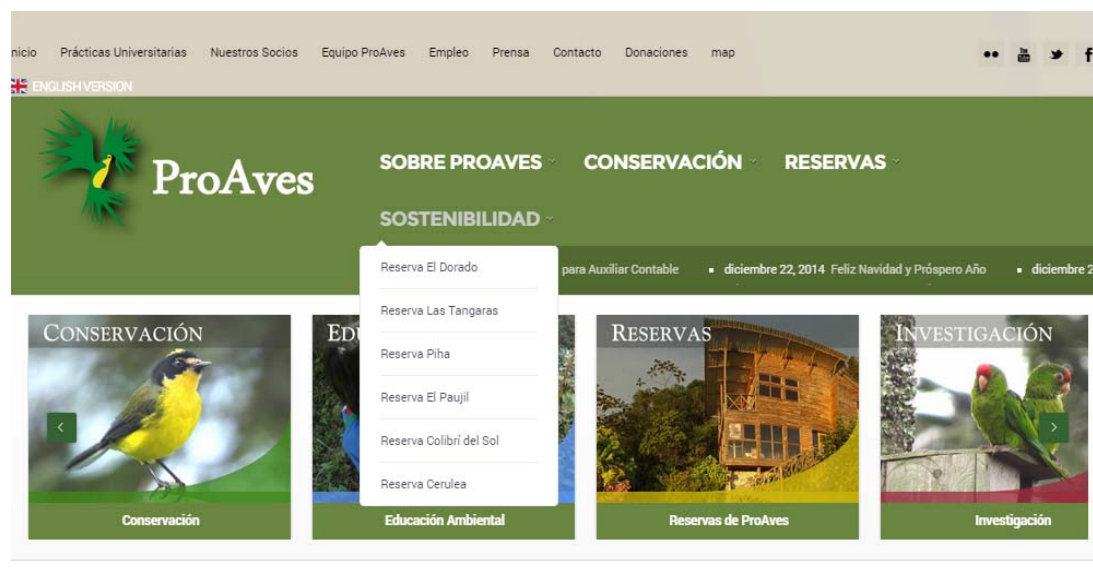 nicio Prácticas Universitarias Nuestros Socios Equipo ProAves Empleo Prensa Contacto Donaciones map
ENGLISH VERSION
ProAves
SOBRE PROAVES CONSERVACIÓN RESERVAS
SOSTENIBILIDAD
para Auxiliar Contable ▪ diciembre 22, 2014 Feliz Navidad y Próspero Año ▪ diciembre 2
Reserva El Dorado
Reserva Las Tangaras
Reserva Piha
Reserva El Paujil
Reserva Colibrí del Sol
Reserva Cerulea
CONSERVACIÓN EDU RESERVAS INVESTIGACIÓN
Conservación Educación Ambiental Reservas de ProAves Investigación